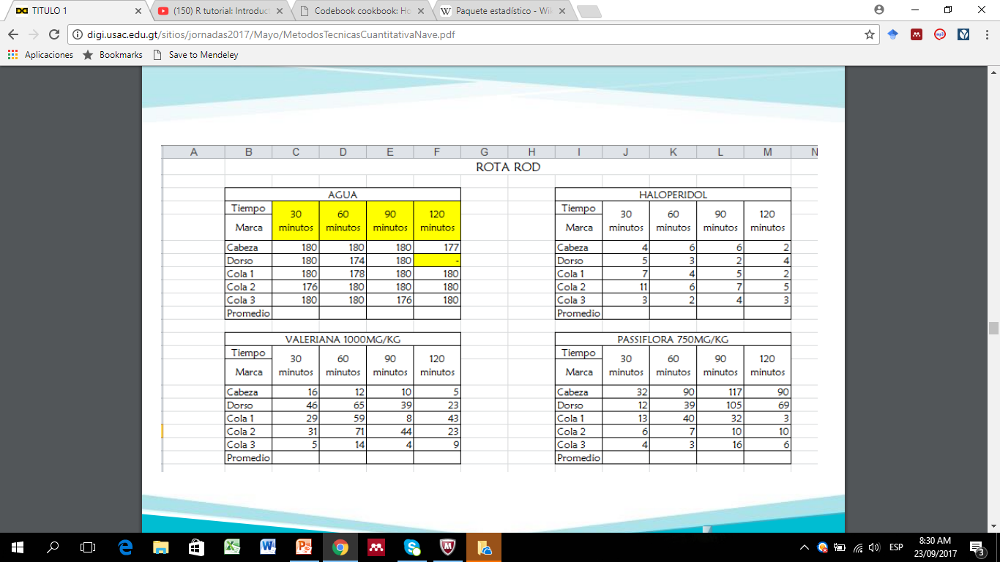 TITULO 1
(150) R tutorial: Introduc
Codebook cookbook: Ho
Paquete estadístico - Wi
digi.usac.edu.gt/sitios/jornadas2017/Mayo/MetodosTecnicasCuantitativaNave.pdf
Aplicaciones Bookmarks Save to Mendeley
A B C D E F G H I J K L M N
ROTA ROD
AGUA
Tiempo 30 minutos 60 minutos 90 minutos 120 minutos
Marca
Cabeza 180 180 180 177
Dorso 180 174 180 -
Cola 1 180 178 180 180
Cola 2 176 180 180 180
Cola 3 180 180 176 180
Promedio
HALOPERIDOL
Tiempo 30 minutos 60 minutos 90 minutos 120 minutos
Marca
Cabeza 4 6 6 2
Dorso 5 3 2 4
Cola 1 7 4 5 2
Cola 2 11 6 7 5
Cola 3 3 2 4 3
Promedio
VALERIANA 1000MG/KG
Tiempo 30 minutos 60 minutos 90 minutos 120 minutos
Marca
Cabeza 16 12 10 5
Dorso 46 65 39 23
Cola 1 29 59 8 43
Cola 2 31 71 44 23
Cola 3 5 14 4 9
Promedio
PASSIFLORA 750MG/KG
Tiempo 30 minutos 60 minutos 90 minutos 120 minutos
Marca
Cabeza 32 90 117 90
Dorso 12 39 105 69
Cola 1 13 40 32 3
Cola 2 6 7 10 10
Cola 3 4 3 16 6
Promedio
ESP
8:30 AM
23/09/2017
3